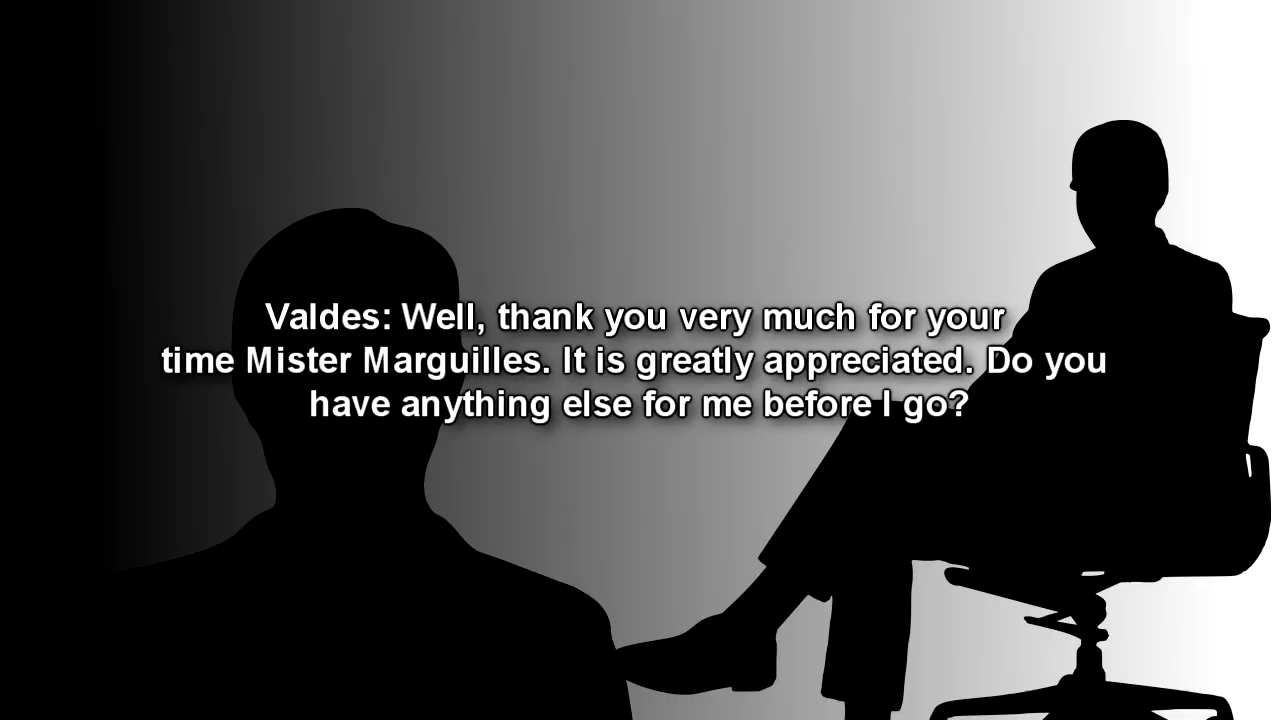 Valdes: Well, thank you very much for your
time Mister Marguilles. It is greatly appreciated. Do you
have anything else for me before I go?